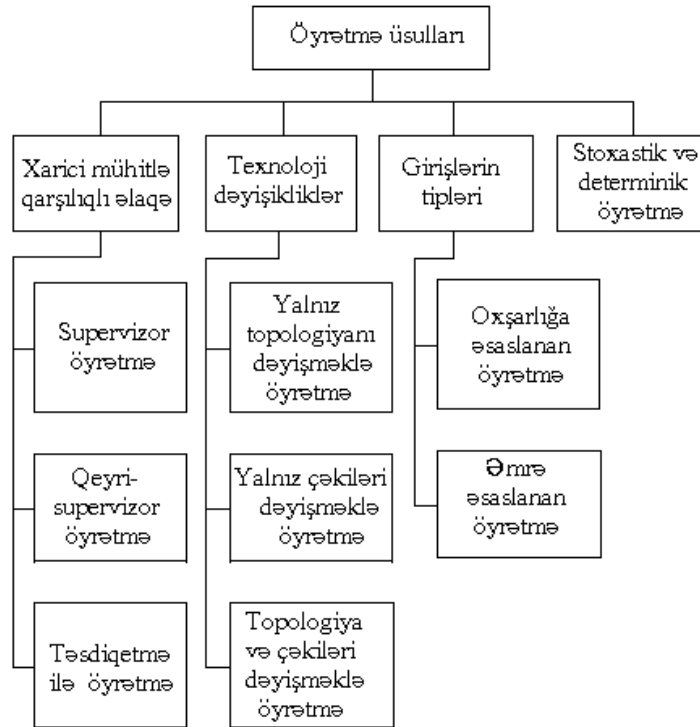 Öyrətmə üsulları
Xarici mühitlə
qarşılıqlı əlaqə
Texnoloji
dəyişikliklər
Girişlərin
tipləri
Stoxastik və
determinik
öyrətmə
Supervizor
öyrətmə
Qeyri-
supervizor
öyrətmə
Təsdiqetmə
ilə öyrətmə
Yalnız
topologiyanı
dəyişməklə
öyrətmə
Yalnız çəkiləri
dəyişməklə
öyrətmə
Topologiya
və çəkiləri
dəyişməklə
öyrətmə
Oxşarlığa
əsaslanan
öyrətmə
Əmrə
əsaslanan
öyrətmə